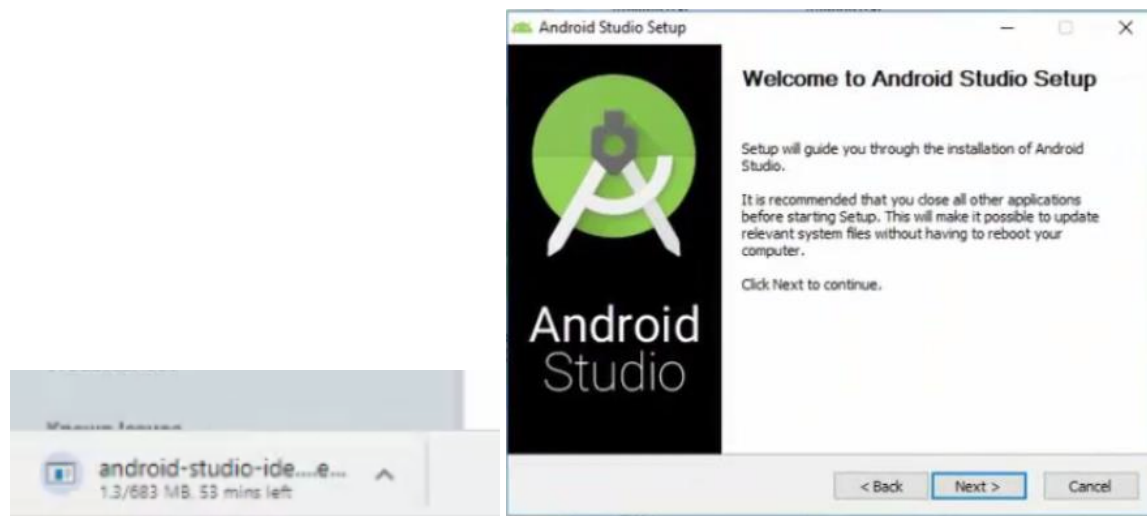 Known Issues
android-studio-ide....e...
1.3/683 MB, 53 mins left
Android Studio Setup
Welcome to Android Studio Setup
Setup will guide you through the installation of Android
Studio.
It is recommended that you close all other applications
before starting Setup. This will make it possible to update
relevant system files without having to reboot your
computer.
Click Next to continue.
Android
Studio
< Back
Next >
Cancel